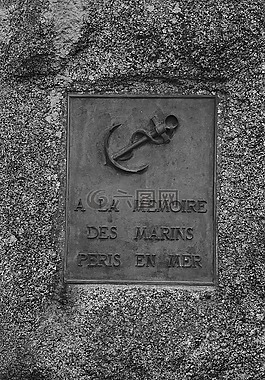 A LA MEMOIRE
DES MARINS
PERIS EN MER